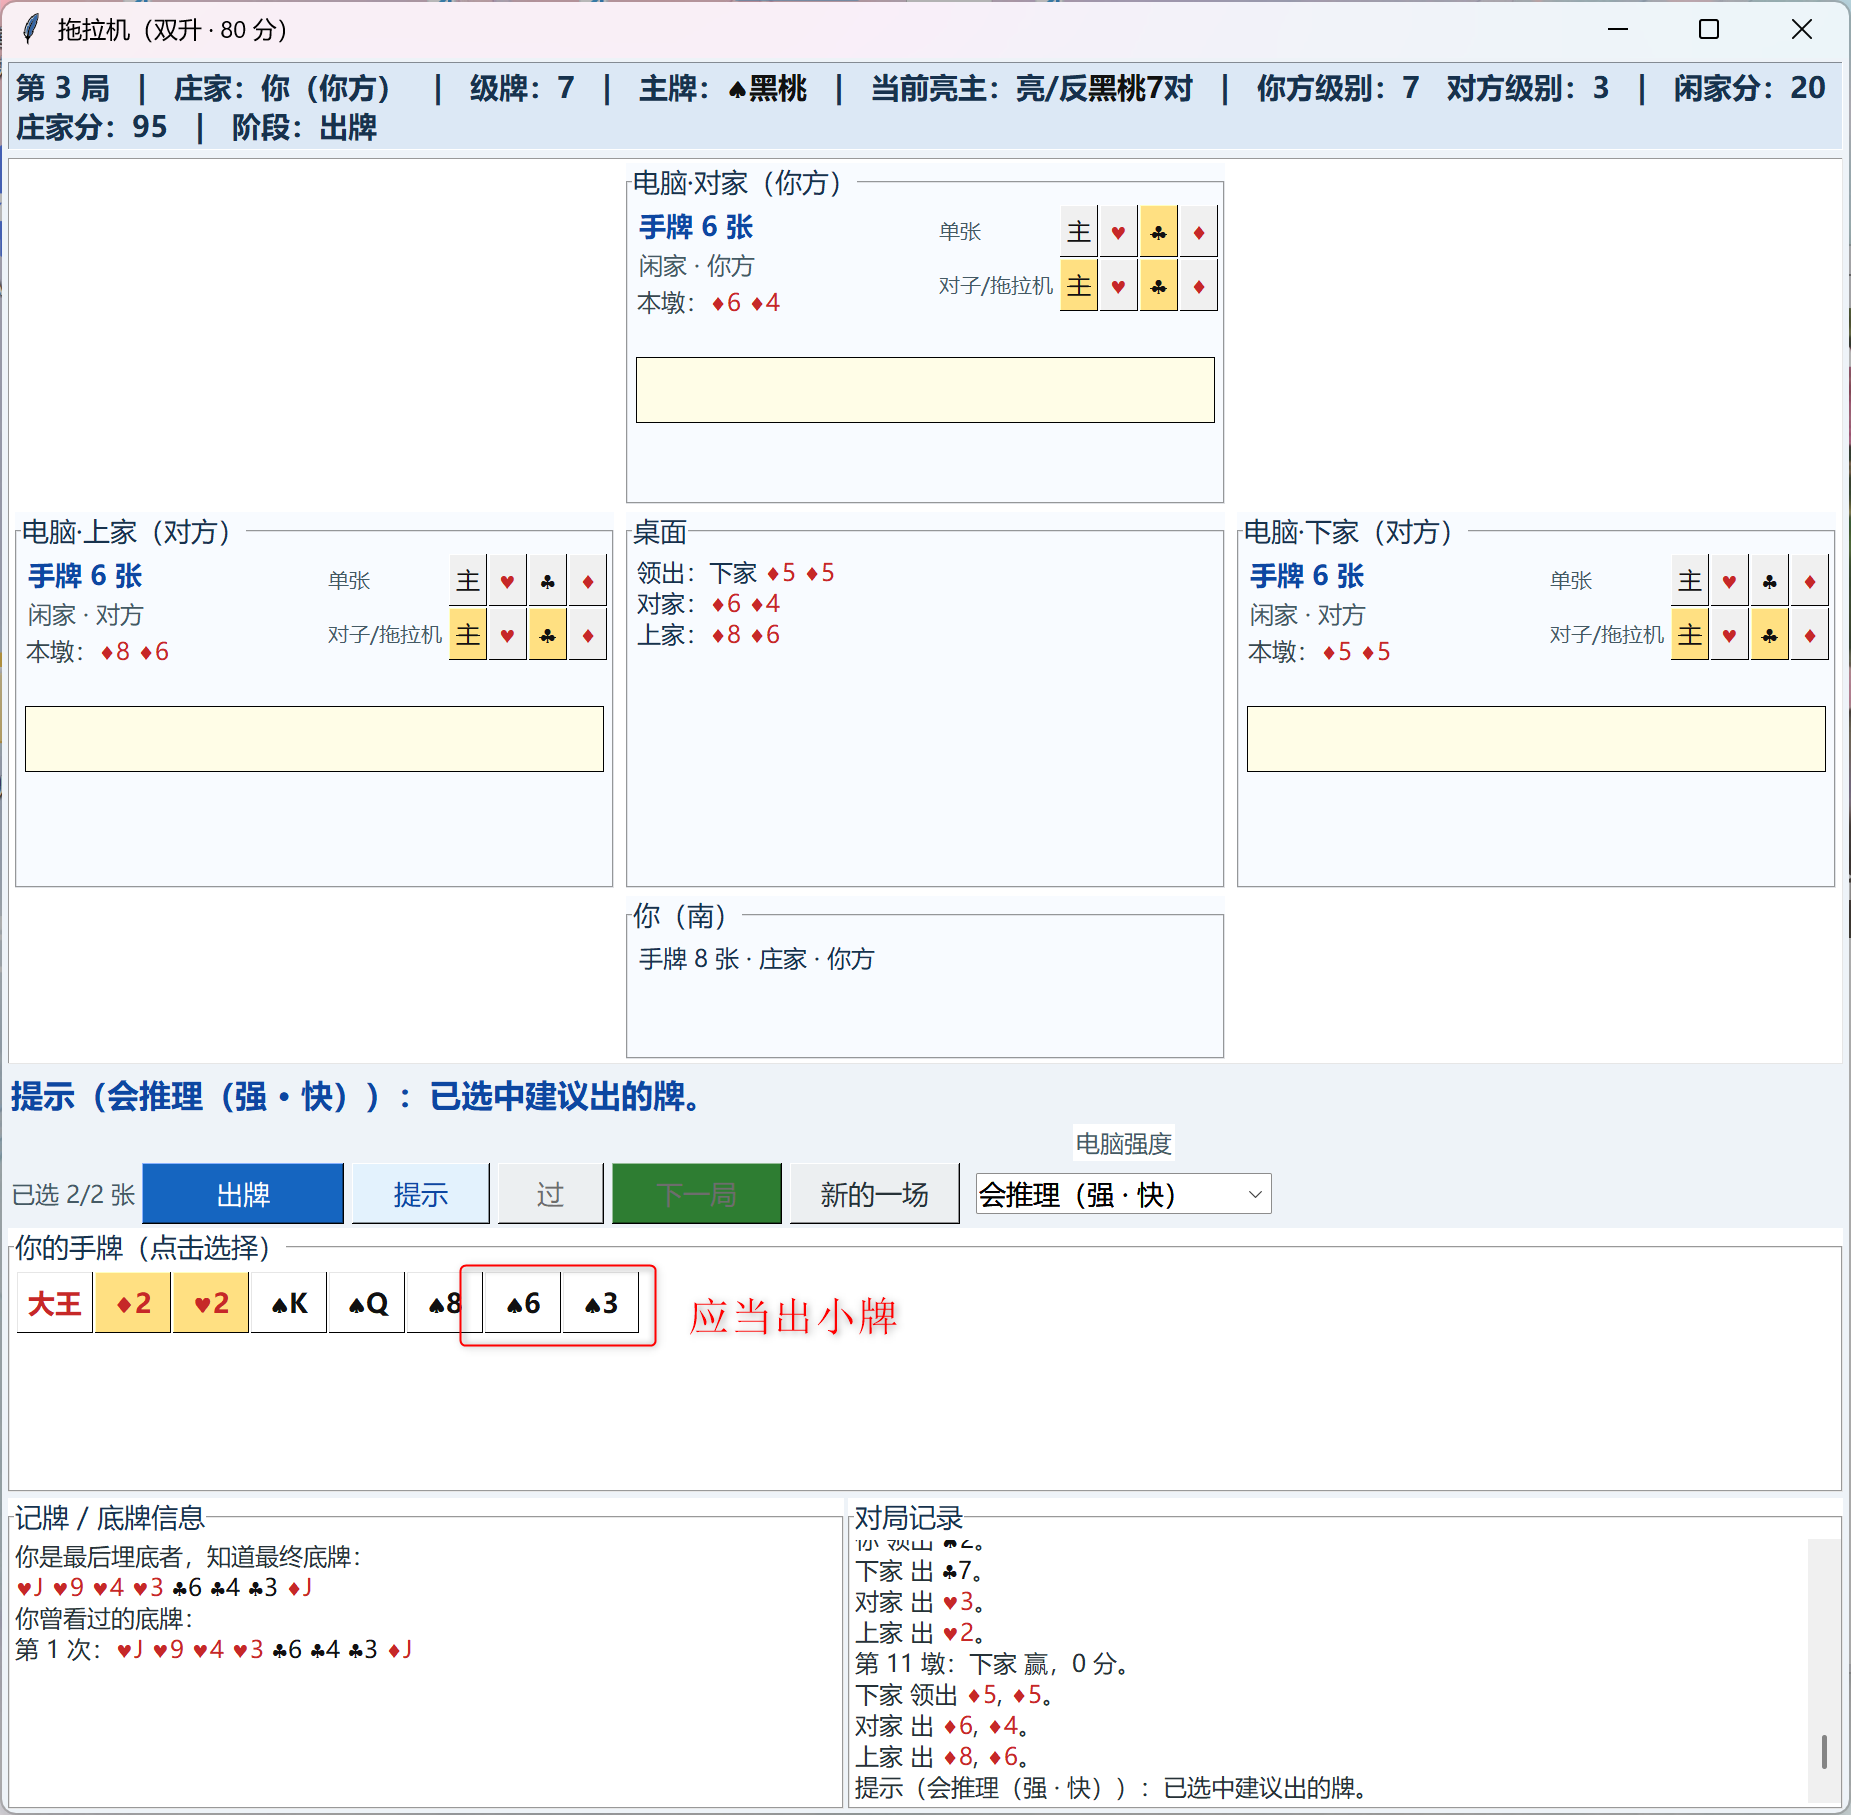 拖拉机（双升 · 80 分）
第 3 局 | 庄家：你（你方） | 级牌：7 | 主牌：♠黑桃 | 当前亮主：亮/反黑桃7对 | 你方级别：7 对方级别：3 | 闲家分：20
庄家分：95 | 阶段：出牌
电脑·对家（你方）
手牌 6 张
单张 主 ♥ ♣ ♦
闲家 · 你方
对子/拖拉机 主 ♥ ♣ ♦
本墩：♦6 ♦4
电脑·上家（对方）
手牌 6 张
单张 主 ♥ ♣ ♦
闲家 · 对方
对子/拖拉机 主 ♥ ♣ ♦
本墩：♦8 ♦6
桌面
领出：下家 ♦5 ♦5
对家：♦6 ♦4
上家：♦8 ♦6
电脑·下家（对方）
手牌 6 张
单张 主 ♥ ♣ ♦
闲家 · 对方
对子/拖拉机 主 ♥ ♣ ♦
本墩：♦5 ♦5
你（南）
手牌 8 张 · 庄家 · 你方
提示（会推理（强 · 快））：已选中建议出的牌。
电脑强度
已选 2/2 张 出牌 提示 过 下一局 新的一场 会推理（强 · 快）
你的手牌（点击选择）
大王 ♦2 ♥2 ♠K ♠Q ♠8 ♠6 ♠3 应当出小牌
记牌 / 底牌信息
你是最后埋底者，知道最终底牌：
♥J ♥9 ♥4 ♥3 ♣6 ♣4 ♣3 ♦J
你曾看过的底牌：
第 1 次：♥J ♥9 ♥4 ♥3 ♣6 ♣4 ♣3 ♦J
对局记录
你 领出 ♠2。
下家 出 ♣7。
对家 出 ♥3。
上家 出 ♥2。
第 11 墩：下家 赢，0 分。
下家 领出 ♦5, ♦5。
对家 出 ♦6, ♦4。
上家 出 ♦8, ♦6。
提示（会推理（强 · 快））：已选中建议出的牌。